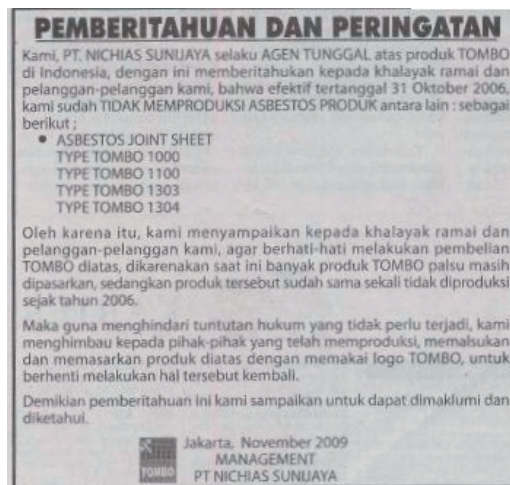 PEMBERITAHUAN DAN PERINGATAN
Kami, PT. NICHIAS SUNIJAYA selaku AGEN TUNGGAL atas produk TOMBO
di Indonesia, dengan ini memberitahukan kepada khalayak ramai dan
pelanggan-pelanggan kami, bahwa efektif tertanggal 31 Oktober 2006,
kami sudah TIDAK MEMPRODUKSI ASBESTOS PRODUK antara lain : sebagai
berikut ;
• ASBESTOS JOINT SHEET
TYPE TOMBO 1000
TYPE TOMBO 1100
TYPE TOMBO 1303
TYPE TOMBO 1304
Oleh karena itu, kami menyampaikan kepada khalayak ramai dan
pelanggan-pelanggan kami, agar berhati-hati melakukan pembelian
TOMBO diatas, dikarenakan saat ini banyak produk TOMBO palsu masih
dipasarkan, sedangkan produk tersebut sudah sama sekali tidak diproduksi
sejak tahun 2006.
Maka guna menghindari tuntutan hukum yang tidak perlu terjadi, kami
menghimbau kepada pihak-pihak yang telah memproduksi, memalsukan
dan memasarkan produk diatas dengan memakai logo TOMBO, untuk
berhenti melakukan hal tersebut kembali.
Demikian pemberitahuan ini kami sampaikan untuk dapat dimaklumi dan
diketahui.
Jakarta, November 2009
MANAGEMENT
TOMBO PT NICHIAS SUNIJAYA